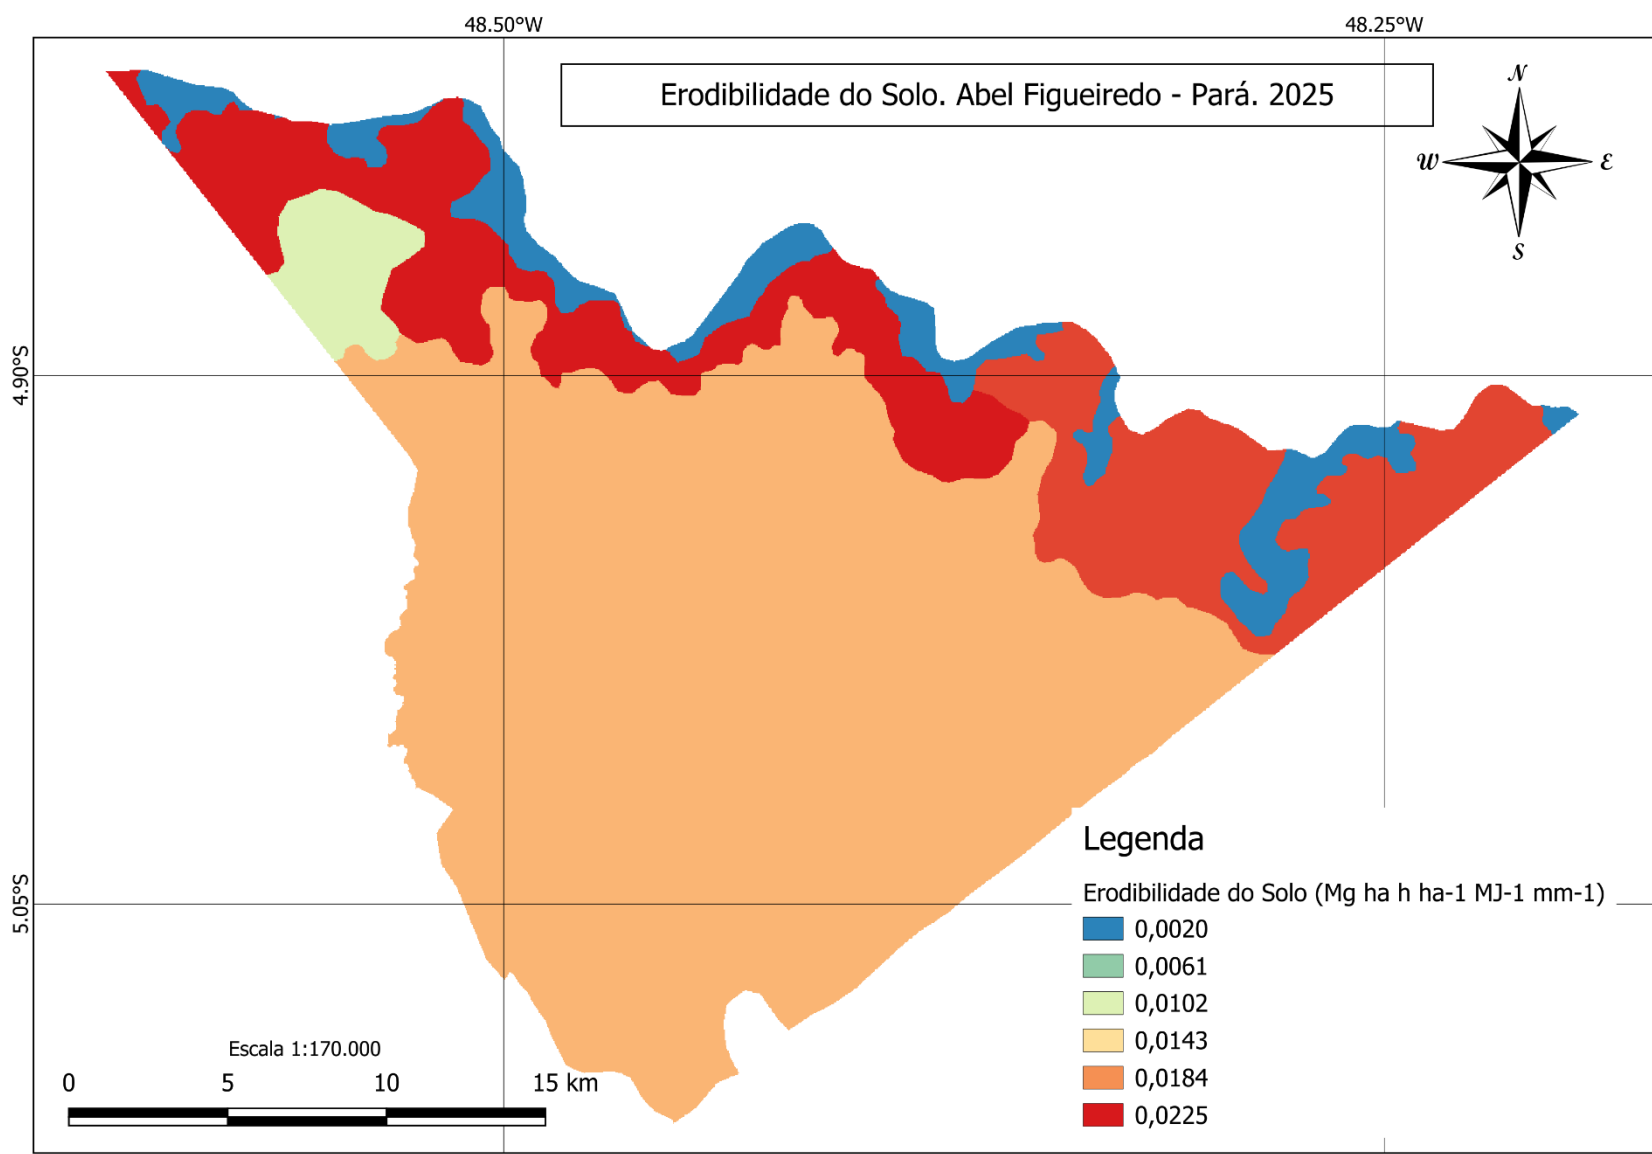 48.50°W
48.25°W
Erodibilidade do Solo. Abel Figueiredo - Pará. 2025
N
W
E
S
4.90°S
5.05°S
Legenda
Erodibilidade do Solo (Mg ha h ha-1 MJ-1 mm-1)
0,0020
0,0061
0,0102
0,0143
0,0184
0,0225
Escala 1:170.000
0 5 10 15 km